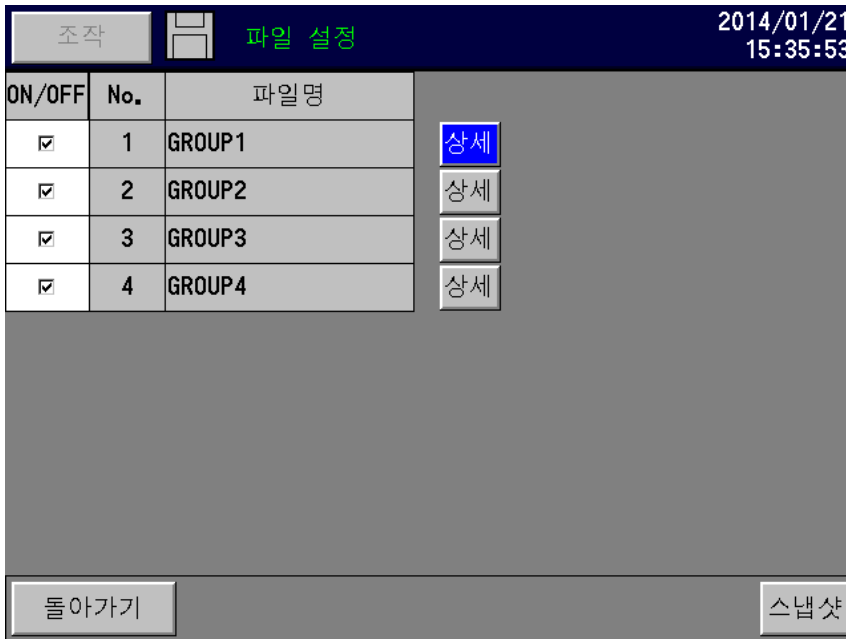 조작 파일 설정 2014/01/21
15:35:53
ON/OFF No. 파일명
1 GROUP1 상세
2 GROUP2 상세
3 GROUP3 상세
4 GROUP4 상세
돌아가기 스냅샷